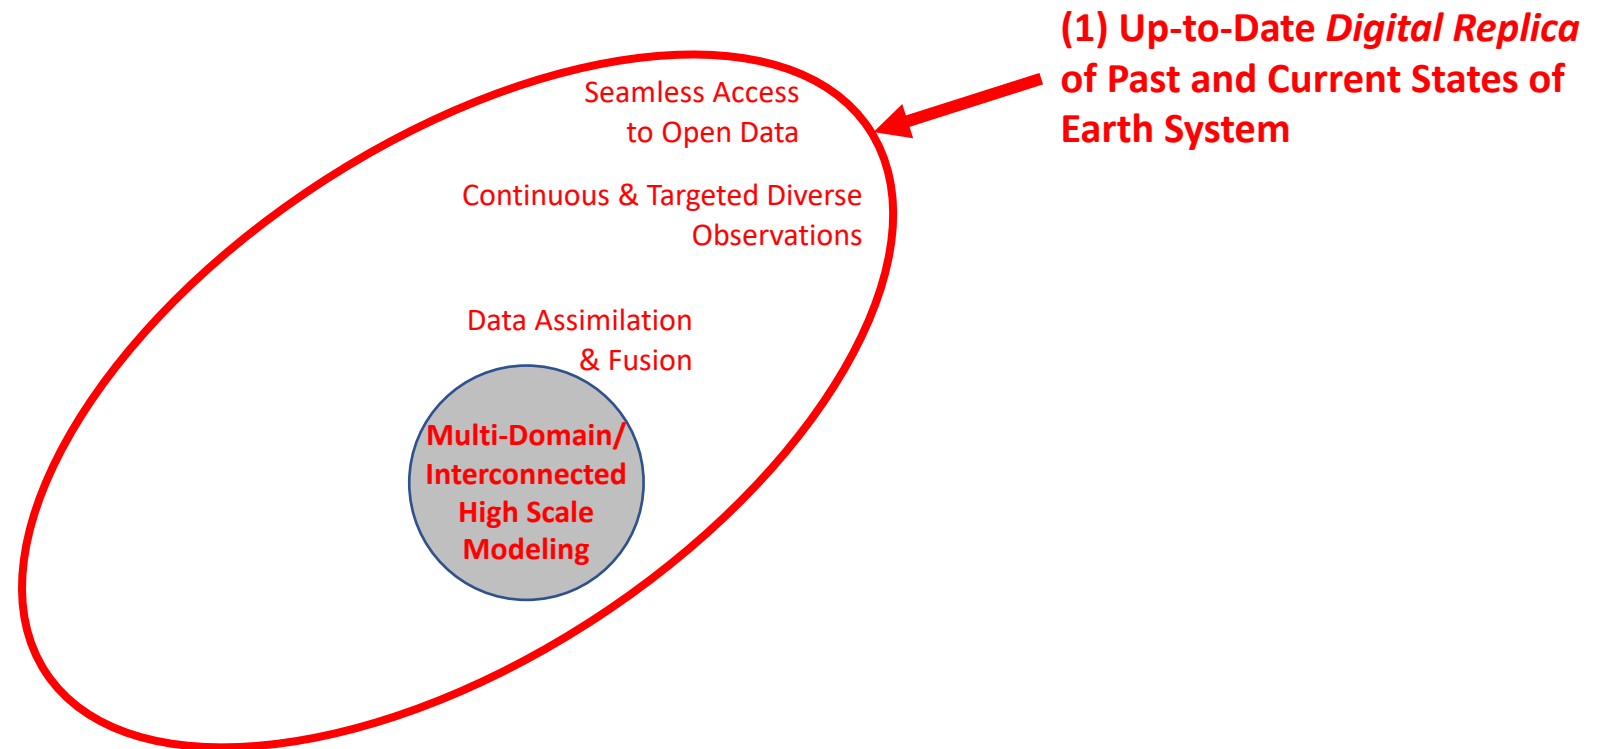 (1) Up-to-Date Digital Replica
of Past and Current States of
Earth System
Seamless Access
to Open Data
Continuous & Targeted Diverse
Observations
Data Assimilation
& Fusion
Multi-Domain/
Interconnected
High Scale
Modeling